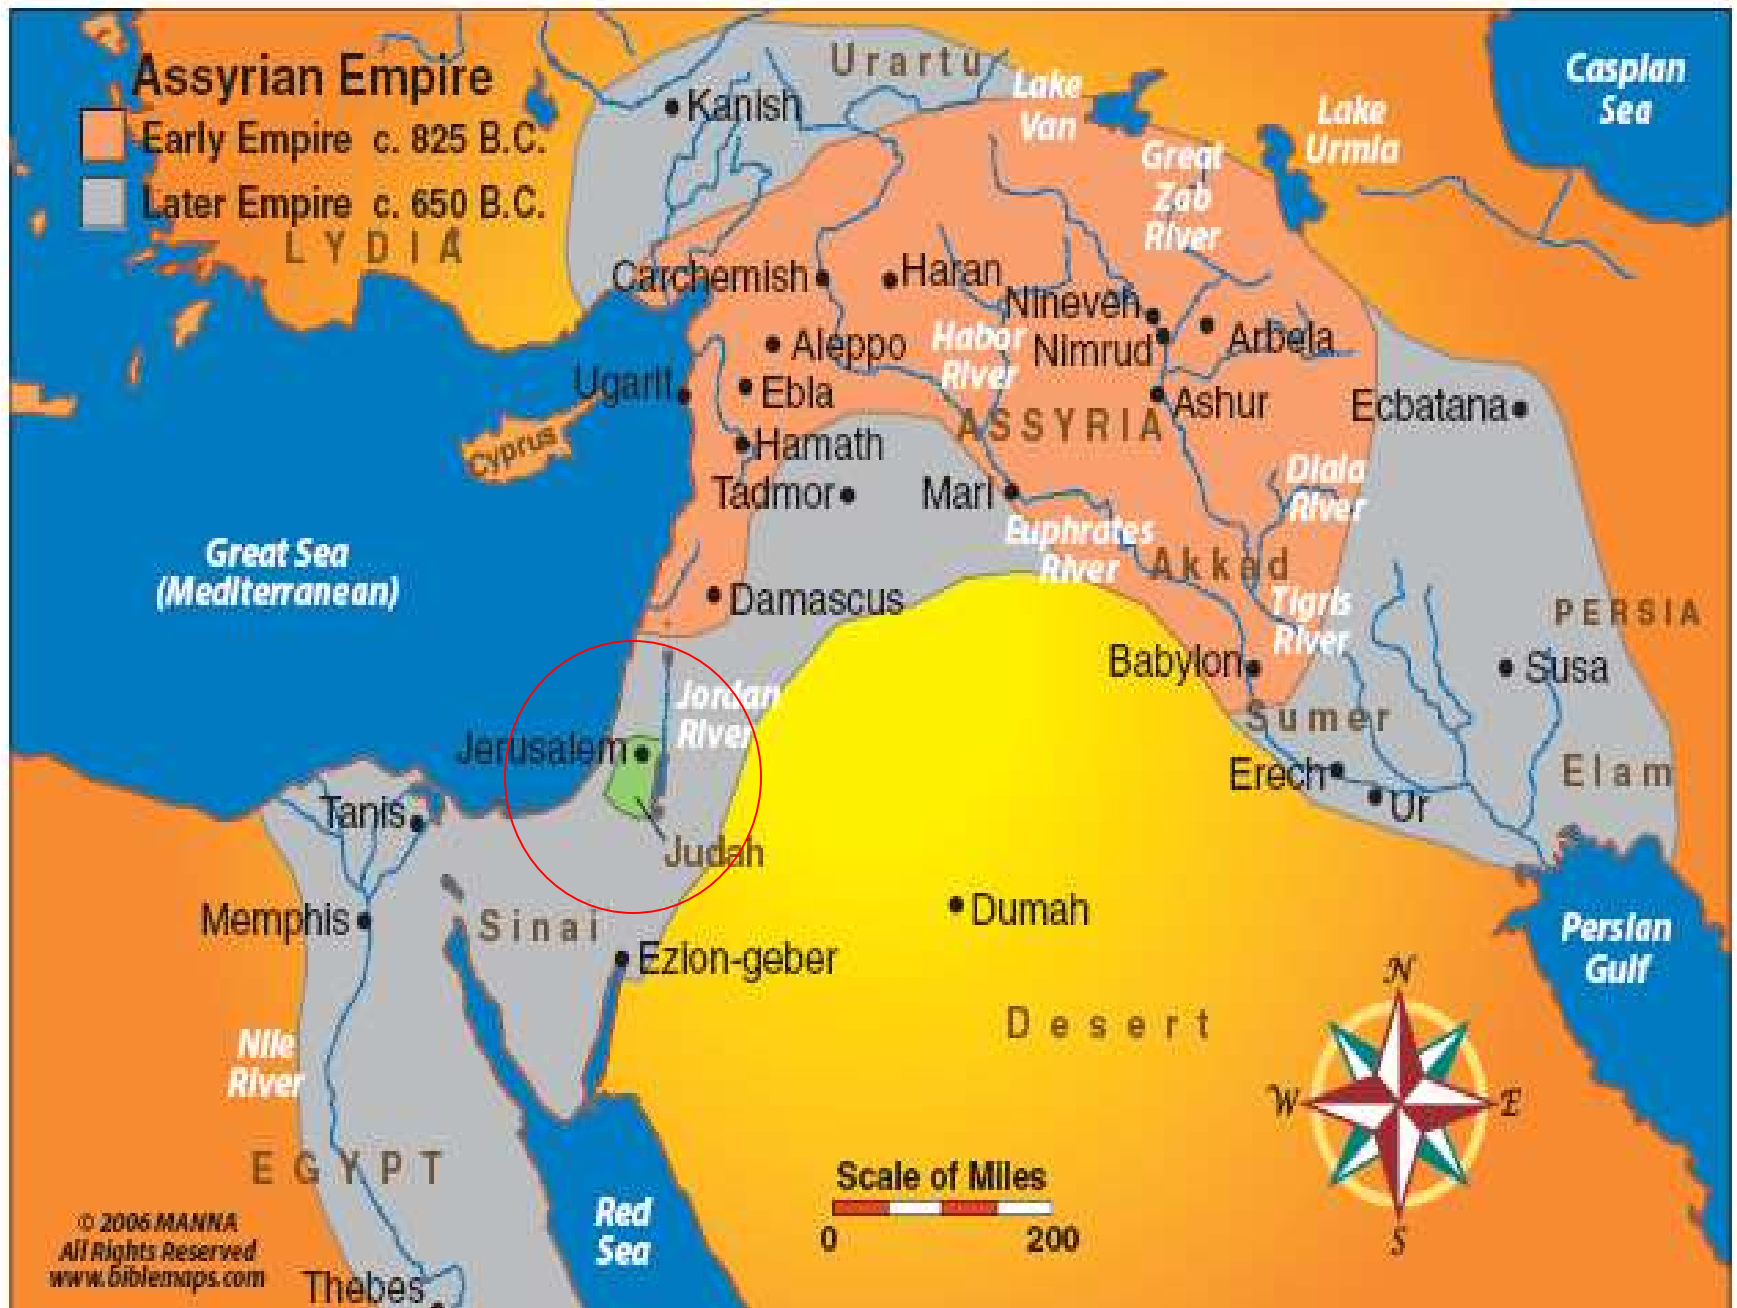 Assyrian Empire
Early Empire c. 825 B.C.
Later Empire c. 650 B.C.
LYDIA
Urartu
Kanish
Lake
Van
Lake
Urmia
Caspian
Sea
Great
Zab
River
Carchemish
Haran
Nineveh
Nimrud
Arbela
Habor
River
Aleppo
Ugarit
Ebla
ASSYRIA
Ashur
Ecbatana
Cyprus
Hamath
Tadmor
Mari
Diala
River
Euphrates
River
Akkad
Great Sea
(Mediterranean)
Damascus
Tigris
River
PERSIA
Babylon
Susa
Jordan
River
Sumer
Jerusalem
Erech
Ur
Elam
Tanis
Judah
Memphis
Sinai
Dumah
Persian
Gulf
Ezion-geber
Desert
N
W
E
S
Nile
River
EGYPT
Scale of Miles
0 200
Red
Sea
© 2006 MANNA
All Rights Reserved
www.biblemaps.com
Thebes